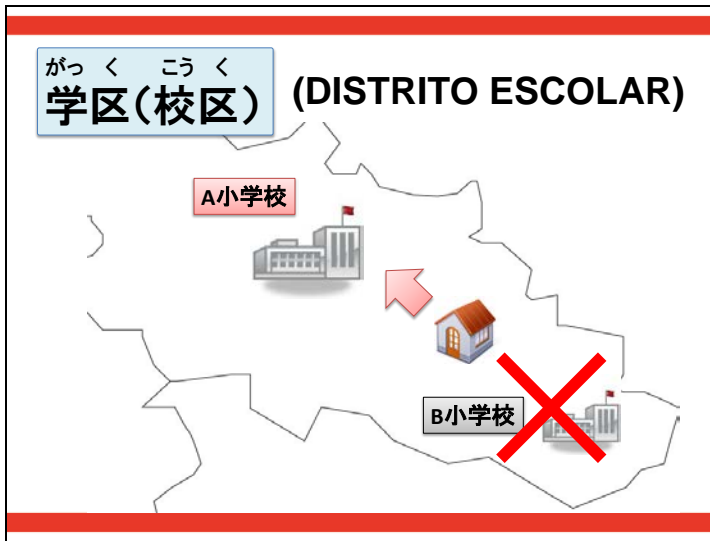 がっ く こう く
学区(校区)
(DISTRITO ESCOLAR)
A小学校
B小学校